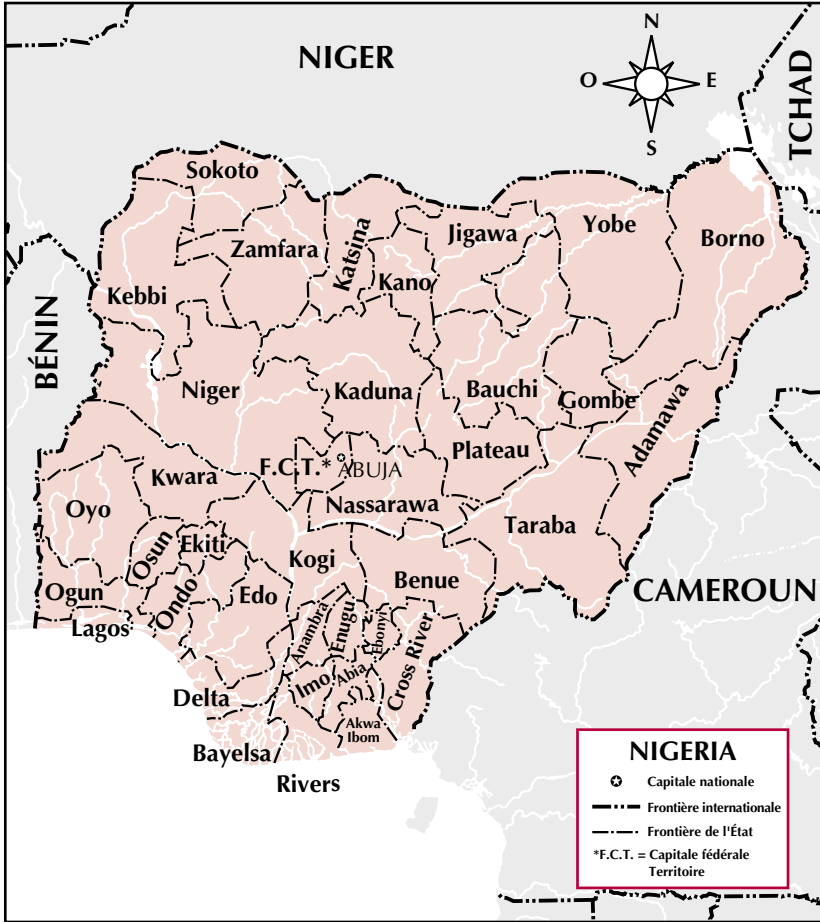 N
NIGER
O
E
TCHAD
S
Sokoto
Katsina
Zamfara
Jigawa
Yobe
Borno
Kano
Kebbi
BÉNIN
Niger
Kaduna
Bauchi
Gombe
Adamawa
Plateau
F.C.T.*
ABUJA
Kwara
Nassarawa
Oyo
Taraba
Osun
Ekiti
Kogi
Benue
CAMEROUN
Ogun
Ondo
Edo
Lagos
Anambra
Enugu
Ebonyi
Cross River
Imo
Abia
Delta
Akwa
Ibom
Bayelsa
Rivers
NIGERIA
Capitale nationale
Frontière internationale
Frontière de l'État
*F.C.T. = Capitale fédérale
Territoire